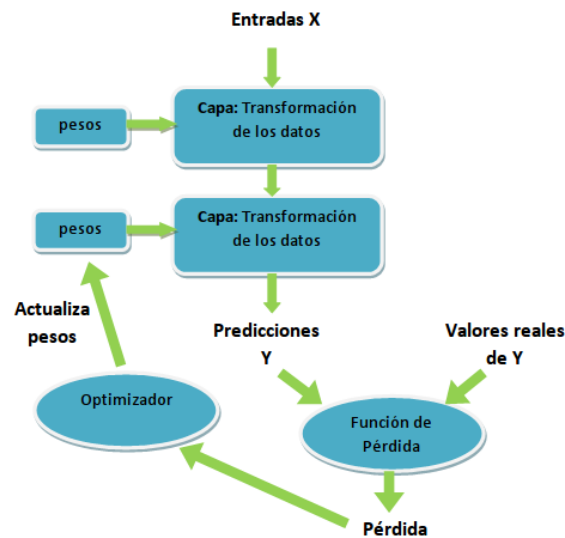 Entradas X
pesos
Capa: Transformación
de los datos
pesos
Capa: Transformación
de los datos
Actualiza
pesos
Predicciones
Y
Valores reales
de Y
Optimizador
Función de
Pérdida
Pérdida